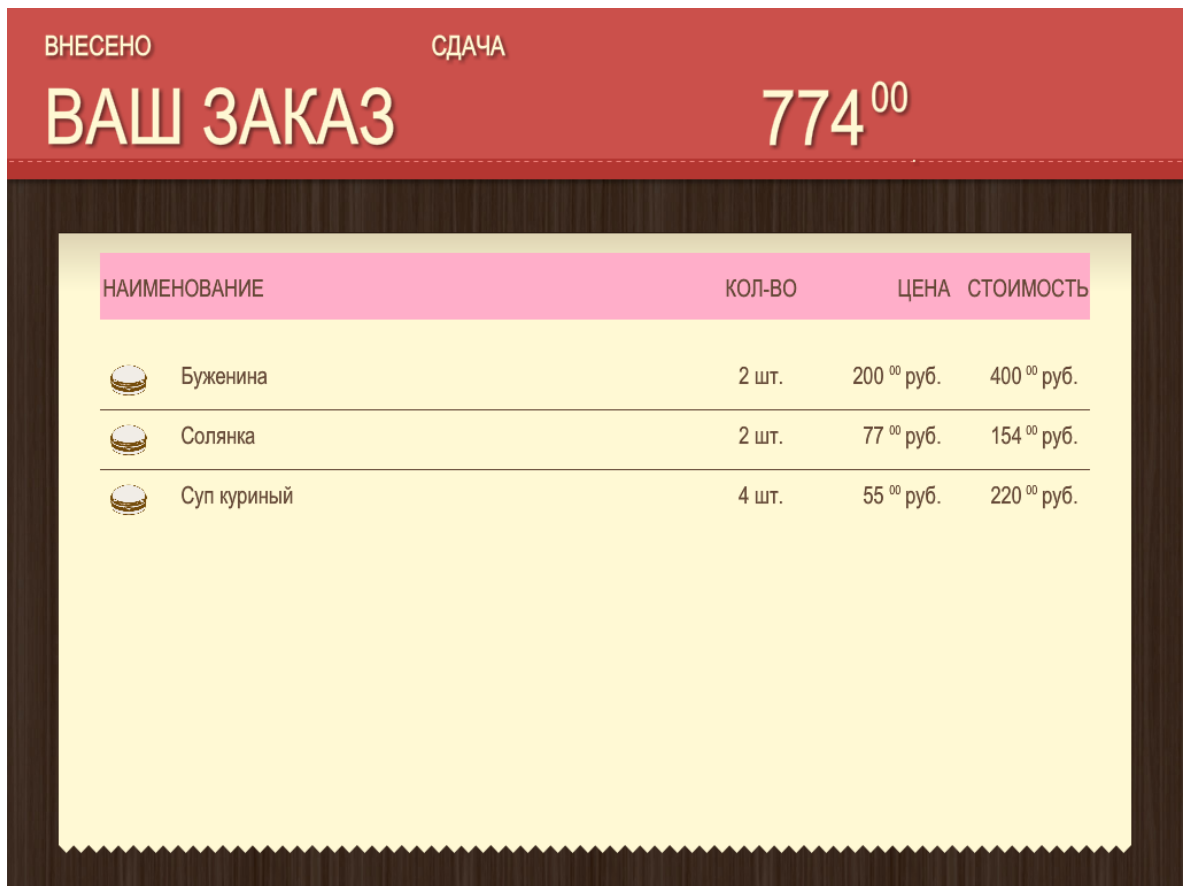 ВНЕСЕНО СДАЧА
ВАШ ЗАКАЗ 774 00
НАИМЕНОВАНИЕ КОЛ-ВО ЦЕНА СТОИМОСТЬ
Буженина 2 шт. 200 00 руб. 400 00 руб.
Солянка 2 шт. 77 00 руб. 154 00 руб.
Суп куриный 4 шт. 55 00 руб. 220 00 руб.